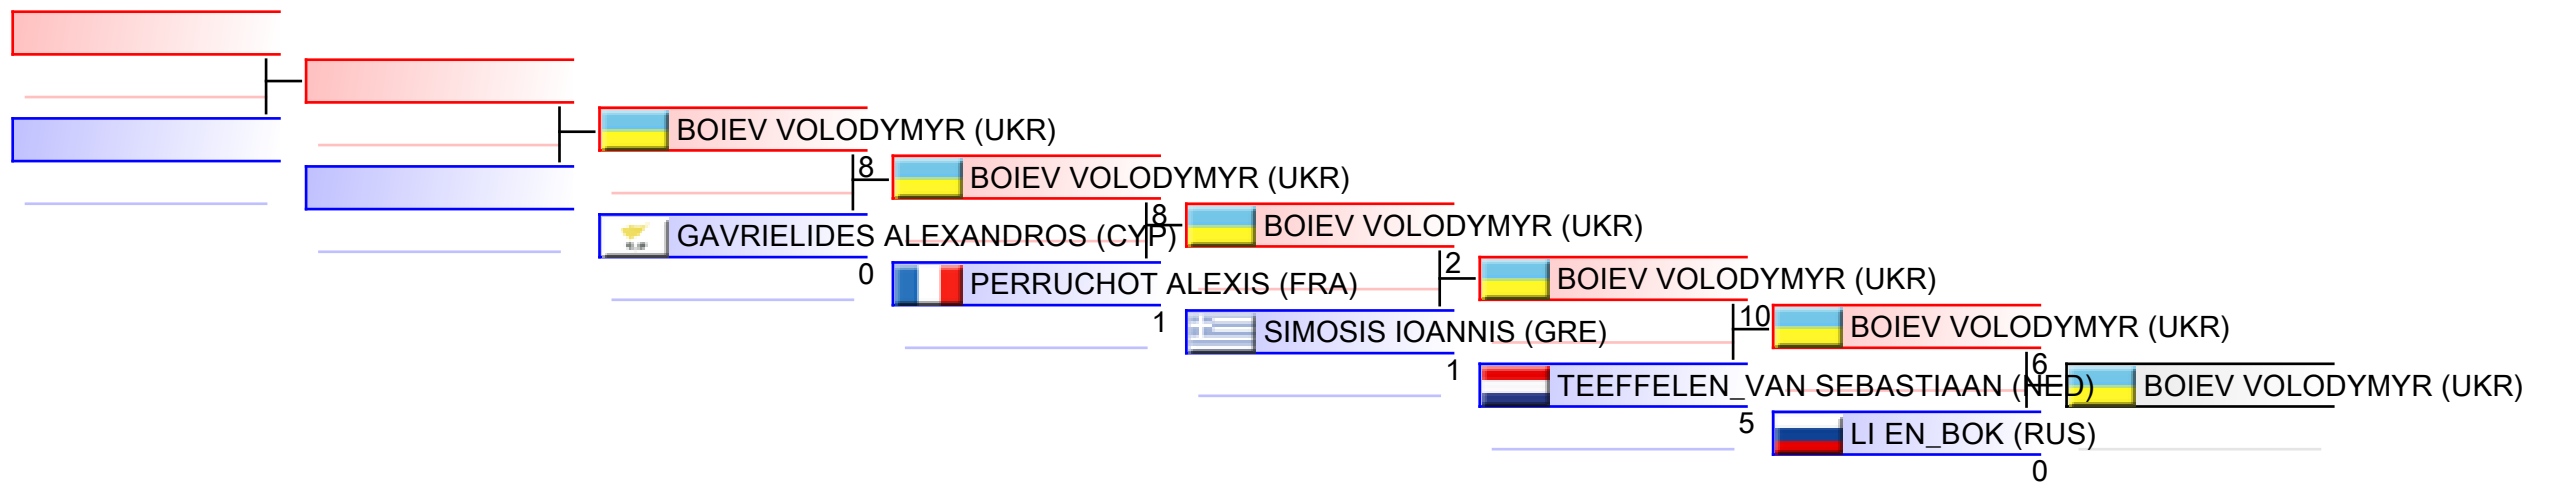 BOIEV VOLODYMYR (UKR)
8
BOIEV VOLODYMYR (UKR)
GAVRIELIDES ALEXANDROS (CYP)
0
8
BOIEV VOLODYMYR (UKR)
PERRUCHOT ALEXIS (FRA)
1
2
BOIEV VOLODYMYR (UKR)
SIMOSIS IOANNIS (GRE)
1
10
BOIEV VOLODYMYR (UKR)
TEEFFELEN_VAN SEBASTIAAN (NED)
5
6
BOIEV VOLODYMYR (UKR)
LI EN_BOK (RUS)
0